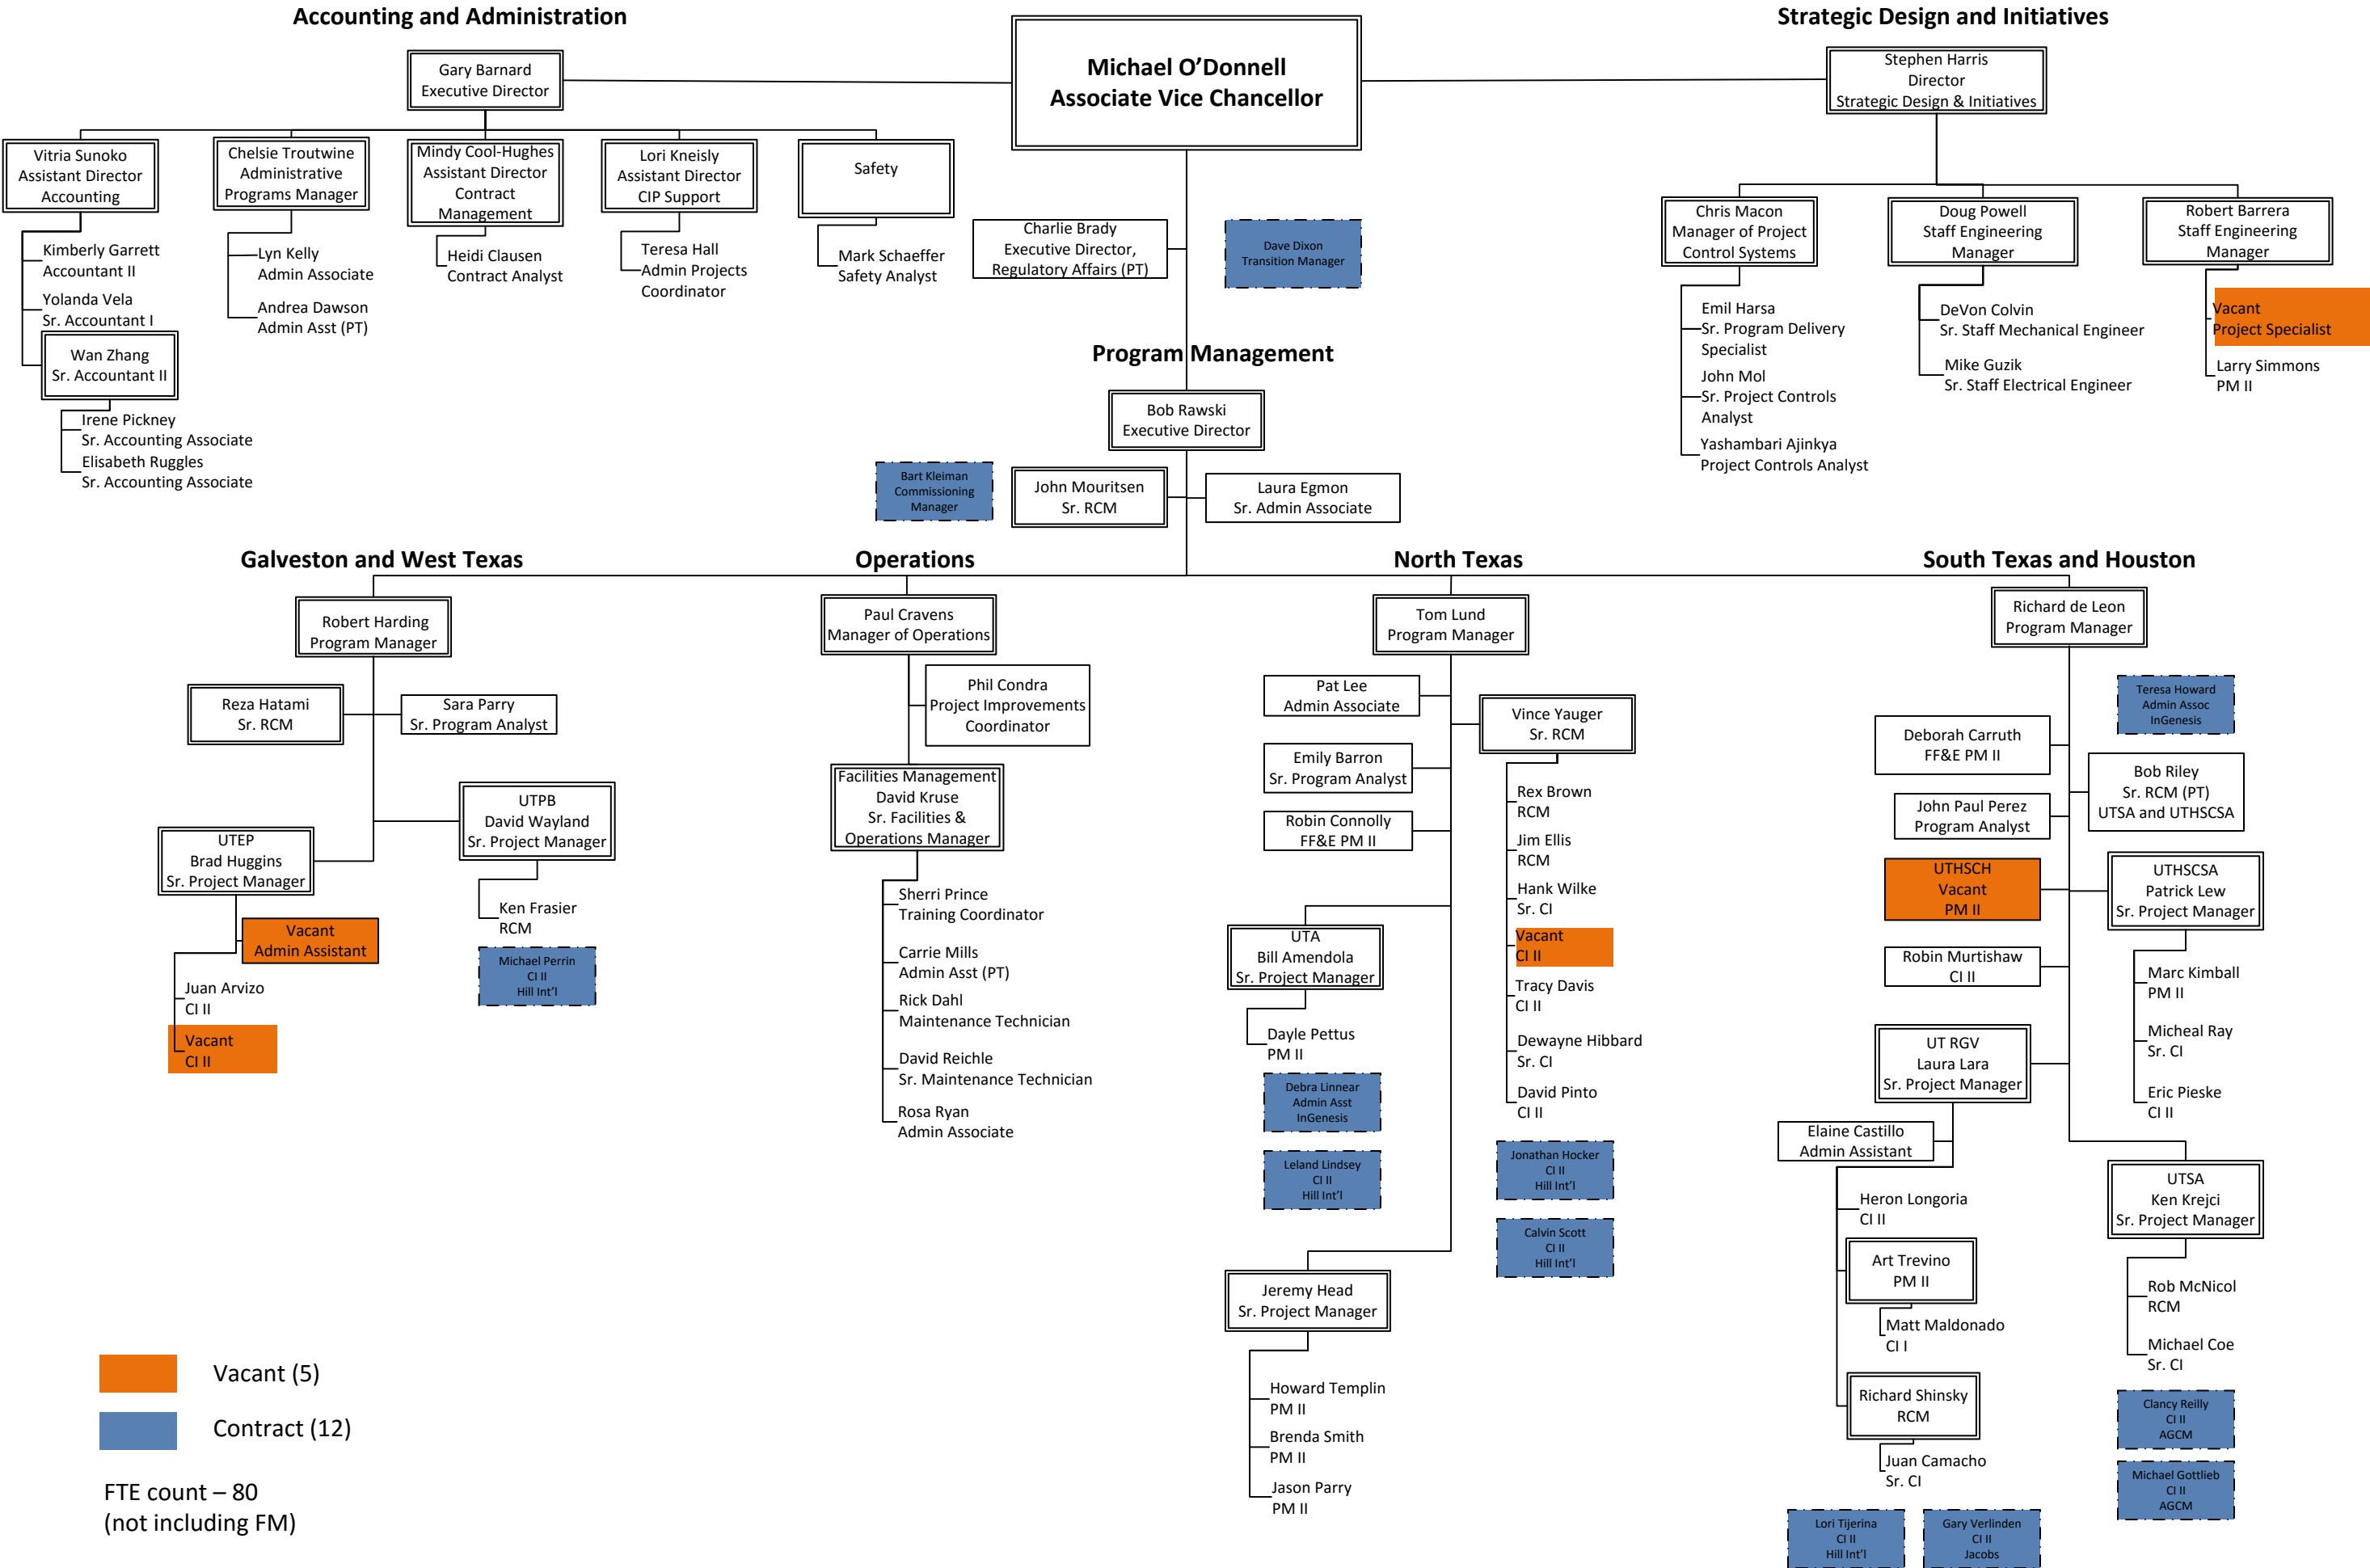 Accounting and Administration
Strategic Design and Initiatives
Michael O’Donnell
Associate Vice Chancellor
Gary Barnard
Executive Director
Stephen Harris
Director
Strategic Design & Initiatives
Vitria Sunoko
Assistant Director
Accounting
Chelsie Troutwine
Administrative
Programs Manager
Mindy Cool-Hughes
Assistant Director
Contract
Management
Lori Kneisly
Assistant Director
CIP Support
Safety
Kimberly Garrett
Accountant II
Yolanda Vela
Sr. Accountant I
Wan Zhang
Sr. Accountant II
Irene Pickney
Sr. Accounting Associate
Elisabeth Ruggles
Sr. Accounting Associate
Lyn Kelly
Admin Associate
Andrea Dawson
Admin Asst (PT)
Heidi Clausen
Contract Analyst
Teresa Hall
Admin Projects
Coordinator
Mark Schaeffer
Safety Analyst
Charlie Brady
Executive Director,
Regulatory Affairs (PT)
Dave Dixon
Transition Manager
Chris Macon
Manager of Project
Control Systems
Doug Powell
Staff Engineering
Manager
Robert Barrera
Staff Engineering
Manager
Emil Harsa
Sr. Program Delivery
Specialist
John Mol
Sr. Project Controls
Analyst
Yashambari Ajinkya
Project Controls Analyst
DeVon Colvin
Sr. Staff Mechanical Engineer
Mike Guzik
Sr. Staff Electrical Engineer
Vacant
Project Specialist
Larry Simmons
PM II
Program Management
Bob Rawski
Executive Director
Bart Kleiman
Commissioning
Manager
John Mouritsen
Sr. RCM
Laura Egmon
Sr. Admin Associate
Galveston and West Texas
Operations
North Texas
South Texas and Houston
Robert Harding
Program Manager
Reza Hatami
Sr. RCM
Sara Parry
Sr. Program Analyst
UTPB
David Wayland
Sr. Project Manager
UTEP
Brad Huggins
Sr. Project Manager
Ken Frasier
RCM
Michael Perrin
CI II
Hill Int’l
Vacant
Admin Assistant
Juan Arvizo
CI II
Vacant
CI II
Paul Cravens
Manager of Operations
Phil Condra
Project Improvements
Coordinator
Facilities Management
David Kruse
Sr. Facilities &
Operations Manager
Sherri Prince
Training Coordinator
Carrie Mills
Admin Asst (PT)
Rick Dahl
Maintenance Technician
David Reichle
Sr. Maintenance Technician
Rosa Ryan
Admin Associate
Tom Lund
Program Manager
Pat Lee
Admin Associate
Vince Yauger
Sr. RCM
Emily Barron
Sr. Program Analyst
Robin Connolly
FF&E PM II
Rex Brown
RCM
Jim Ellis
RCM
Hank Wilke
Sr. CI
Vacant
CI II
Tracy Davis
CI II
Dewayne Hibbard
Sr. CI
David Pinto
CI II
Jonathan Hocker
CI II
Hill Int’l
Calvin Scott
CI II
Hill Int’l
UTA
Bill Amendola
Sr. Project Manager
Dayle Pettus
PM II
Debra Linnear
Admin Asst
InGenesis
Leland Lindsey
CI II
Hill Int’l
Jeremy Head
Sr. Project Manager
Howard Templin
PM II
Brenda Smith
PM II
Jason Parry
PM II
Richard de Leon
Program Manager
Teresa Howard
Admin Assoc
InGenesis
Deborah Carruth
FF&E PM II
Bob Riley
Sr. RCM (PT)
UTSA and UTHSCSA
John Paul Perez
Program Analyst
UTHSCH
Vacant
PM II
UTHSCSA
Patrick Lew
Sr. Project Manager
Robin Murtishaw
CI II
Marc Kimball
PM II
Micheal Ray
Sr. CI
Eric Pieske
CI II
UT RGV
Laura Lara
Sr. Project Manager
Elaine Castillo
Admin Assistant
Heron Longoria
CI II
Art Trevino
PM II
Matt Maldonado
CI I
Richard Shinsky
RCM
Juan Camacho
Sr. CI
Lori Tijerina
CI II
Hill Int’l
Gary Verlinden
CI II
Jacobs
UTSA
Ken Krejci
Sr. Project Manager
Rob McNicol
RCM
Michael Coe
Sr. CI
Clancy Reilly
CI II
AGCM
Michael Gottlieb
CI II
AGCM
Vacant (5)
Contract (12)
FTE count – 80
(not including FM)